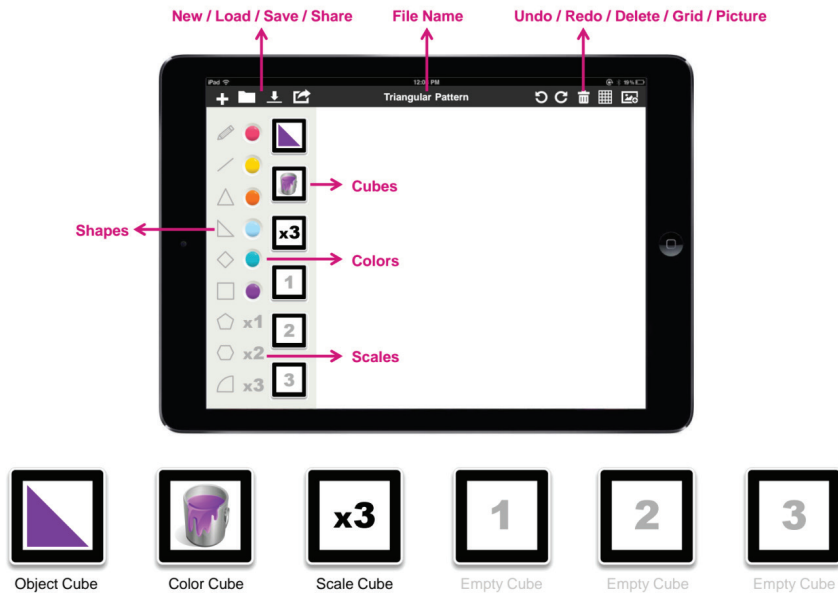 New / Load / Save / Share File Name Undo / Redo / Delete / Grid / Picture
iPad
Triangular Pattern
Cubes
Shapes
x3
Colors
1
x1
2
x2
Scales
x3
3
x3
1
2
3
Object Cube Color Cube Scale Cube Empty Cube Empty Cube Empty Cube